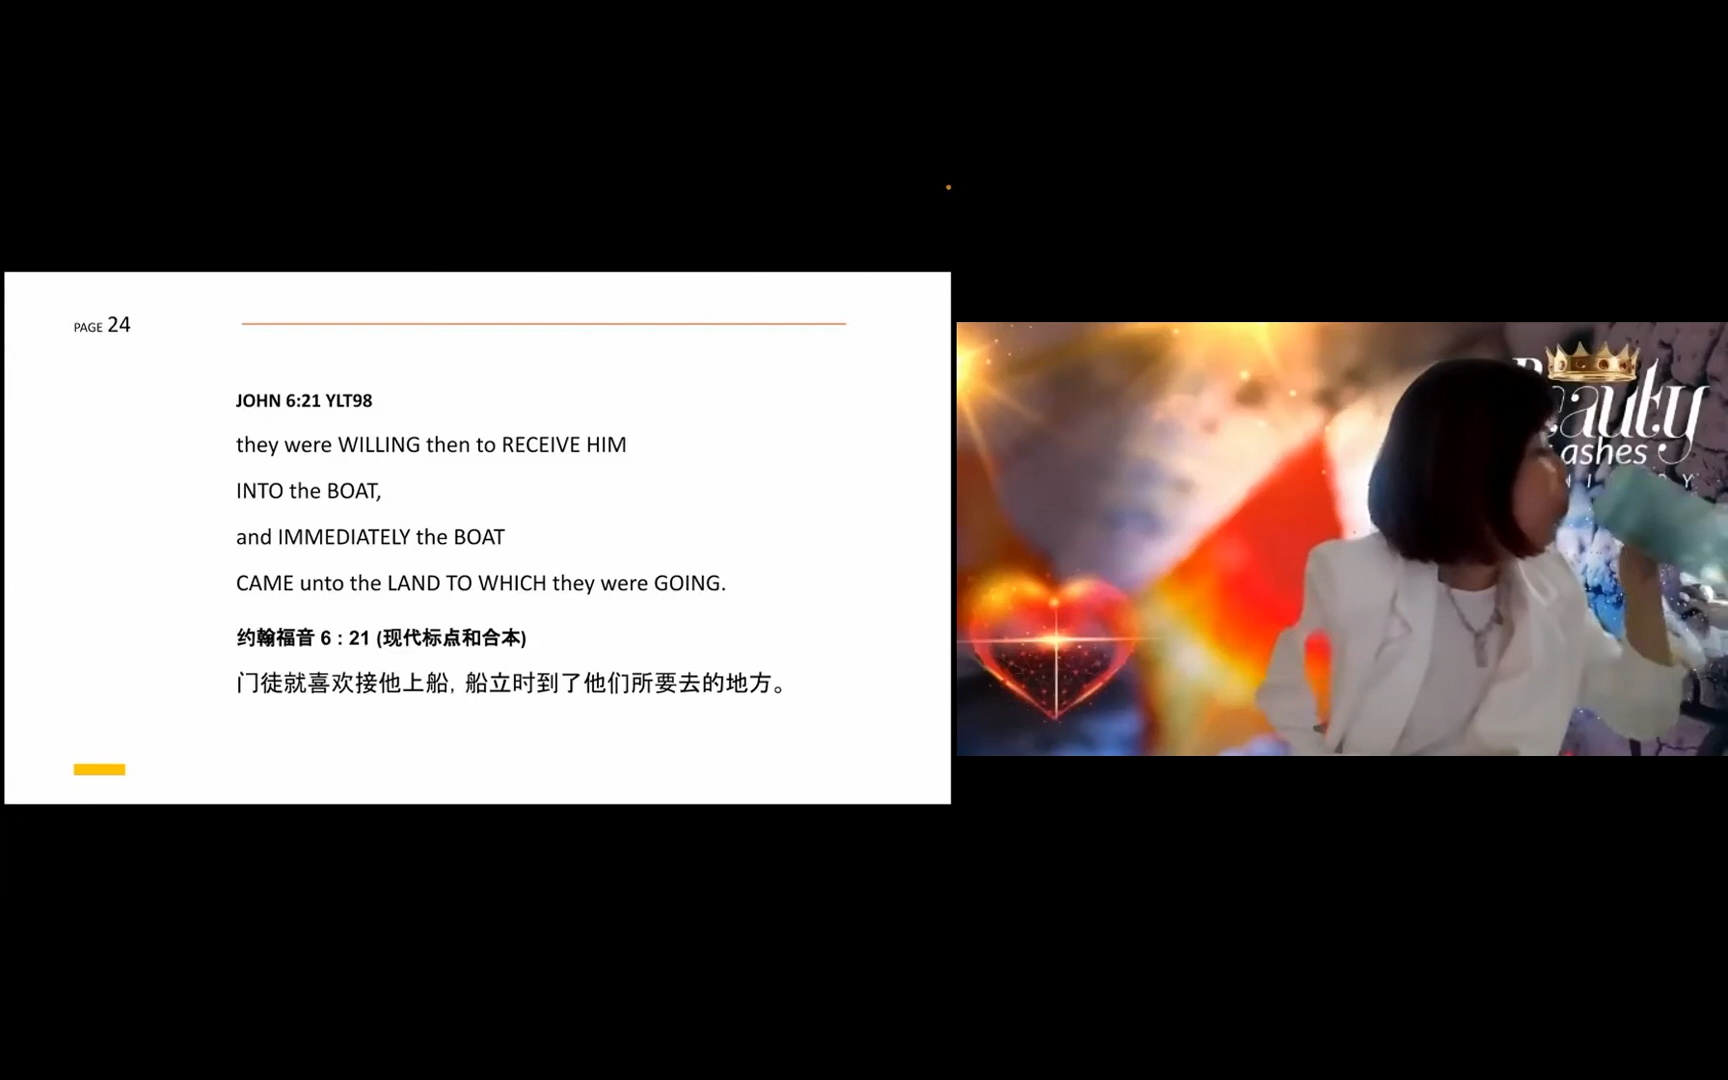 PAGE 24
JOHN 6:21 YLT98
they were WILLING then to RECEIVE HIM
INTO the BOAT,
and IMMEDIATELY the BOAT
CAME unto the LAND TO WHICH they were GOING.
约翰福音 6 : 21 (现代标点和合本)
门徒就喜欢接他上船, 船立时到了他们所要去的地方。
ashes